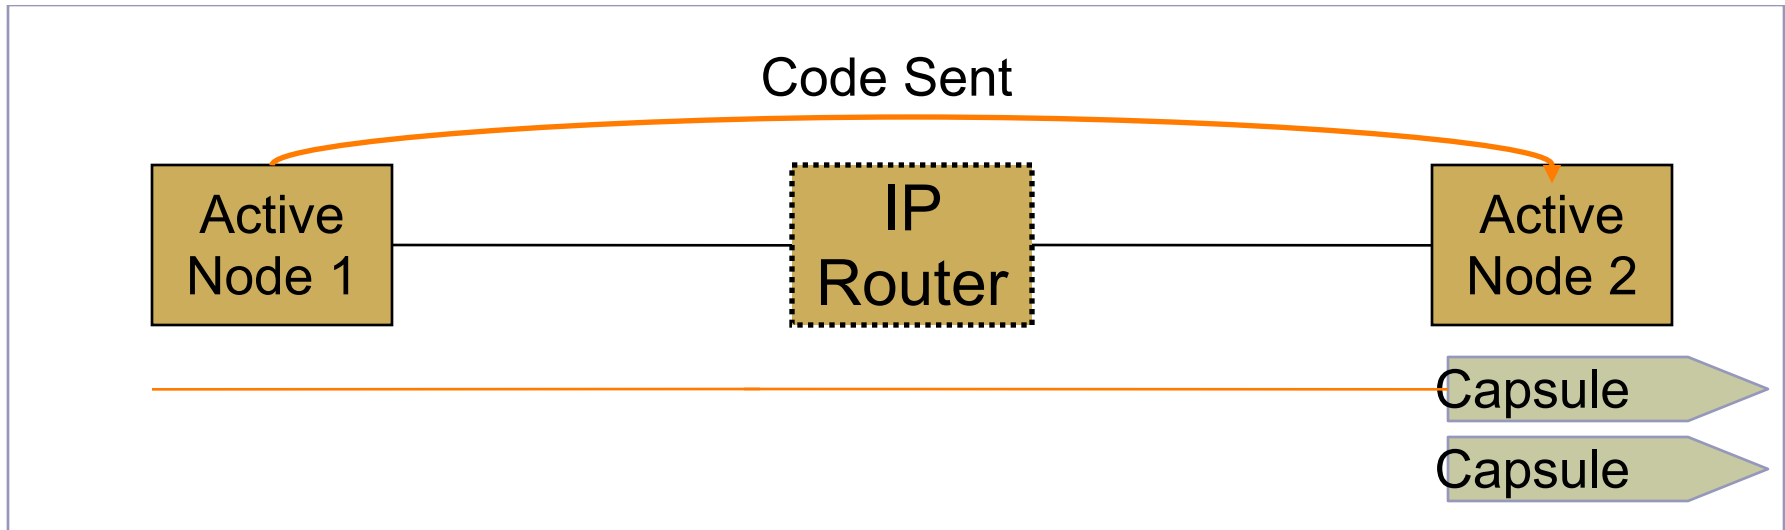 Code Sent
Active
Node 1
IP
Router
Active
Node 2
Capsule
Capsule